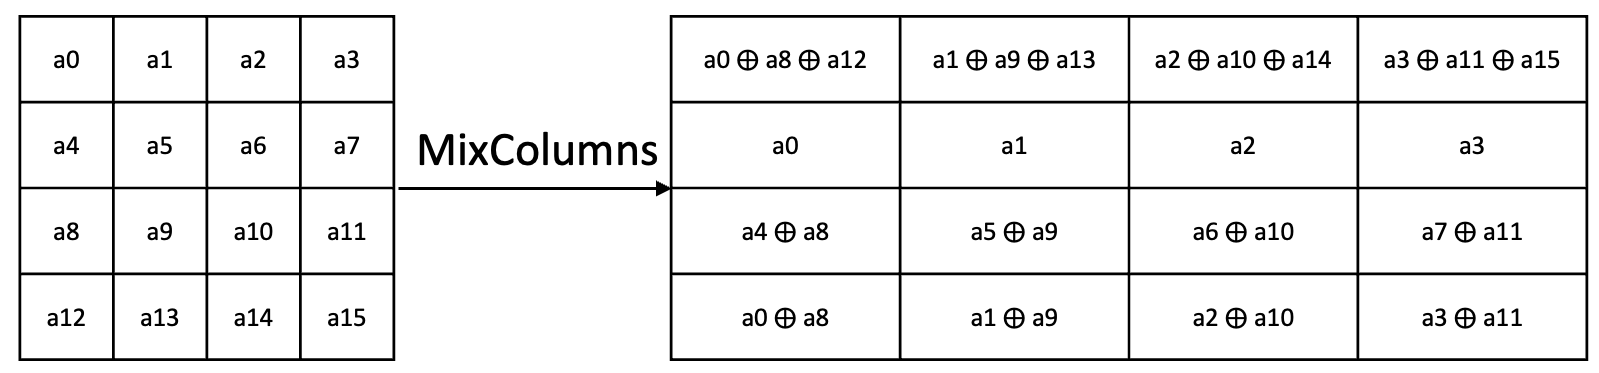 a0 a1 a2 a3
a4 a5 a6 a7
a8 a9 a10 a11
a12 a13 a14 a15
MixColumns
a0 ⊕ a8 ⊕ a12 a1 ⊕ a9 ⊕ a13 a2 ⊕ a10 ⊕ a14 a3 ⊕ a11 ⊕ a15
a0 a1 a2 a3
a4 ⊕ a8 a5 ⊕ a9 a6 ⊕ a10 a7 ⊕ a11
a0 ⊕ a8 a1 ⊕ a9 a2 ⊕ a10 a3 ⊕ a11